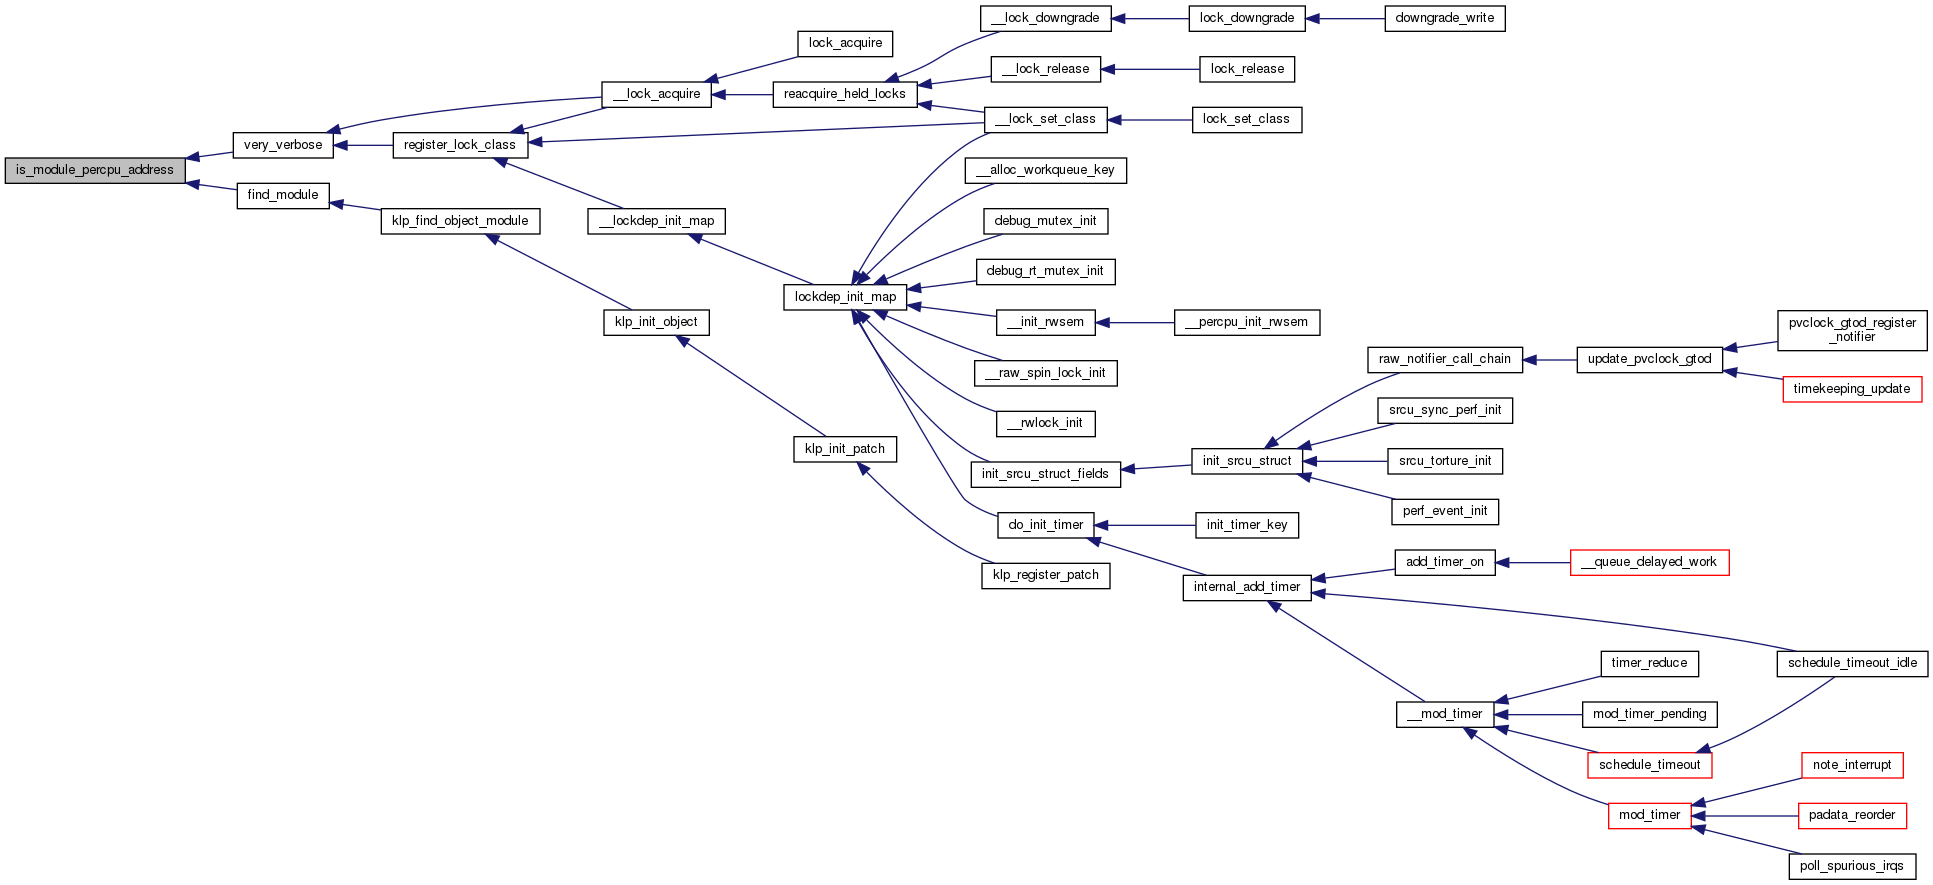 __lock_downgrade
lock_downgrade
downgrade_write
lock_acquire
__lock_release
lock_release
__lock_acquire
reacquire_held_locks
__lock_set_class
lock_set_class
very_verbose
register_lock_class
is_module_percpu_address
__alloc_workqueue_key
find_module
klp_find_object_module
__lockdep_init_map
debug_mutex_init
debug_rt_mutex_init
lockdep_init_map
klp_init_object
__init_rwsem
__percpu_init_rwsem
pvclock_gtod_register
_notifier
raw_notifier_call_chain
update_pvclock_gtod
__raw_spin_lock_init
timekeeping_update
srcu_sync_perf_init
__rwlock_init
klp_init_patch
init_srcu_struct
srcu_torture_init
init_srcu_struct_fields
perf_event_init
do_init_timer
init_timer_key
add_timer_on
__queue_delayed_work
klp_register_patch
internal_add_timer
timer_reduce
schedule_timeout_idle
__mod_timer
mod_timer_pending
schedule_timeout
note_interrupt
mod_timer
padata_reorder
poll_spurious_irqs